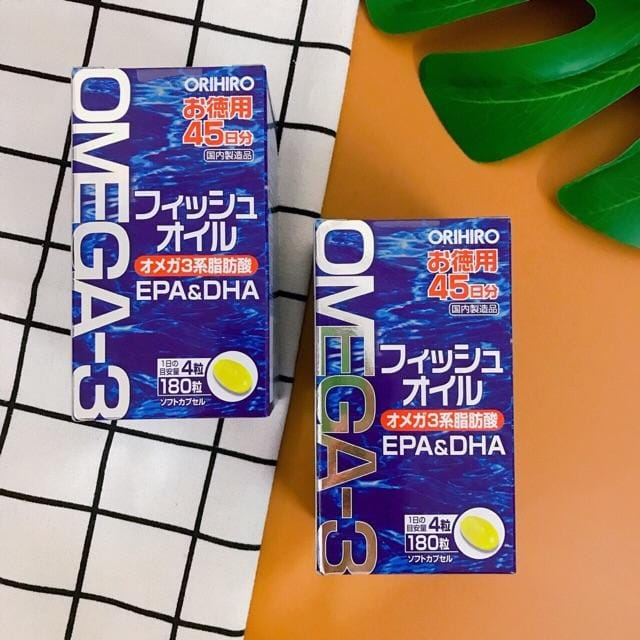 OMEGA-3
ORIHIRO
お徳用
45日分
国内製造品
フィッシュ
オイル
オメガ3系脂肪酸
EPA&DHA
1日の
目安量 4粒
180粒
ソフトカプセル
OMEGA-3
ORIHIRO
お徳用
45日分
国内製造品
フィッシュ
オイル
オメガ3系脂肪酸
EPA&DHA
1日の
目安量 4粒
180粒
ソフトカプセル